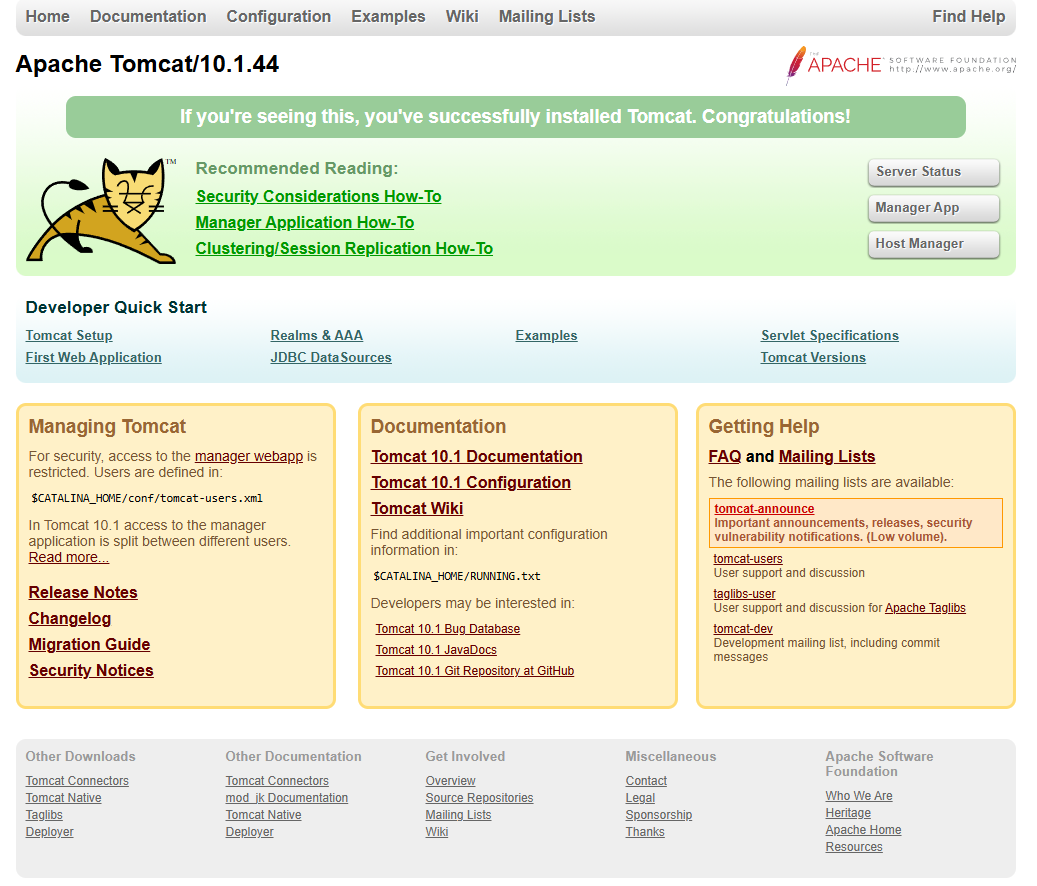 Home Documentation Configuration Examples Wiki Mailing Lists Find Help
Apache Tomcat/10.1.44
THE
APACHE SOFTWARE FOUNDATION
http://www.apache.org/
If you're seeing this, you've successfully installed Tomcat. Congratulations!
TM
Recommended Reading:
Security Considerations How-To
Manager Application How-To
Clustering/Session Replication How-To
Server Status
Manager App
Host Manager
Developer Quick Start
Tomcat Setup
First Web Application
Realms & AAA
JDBC DataSources
Examples
Servlet Specifications
Tomcat Versions
Managing Tomcat
For security, access to the manager webapp is
restricted. Users are defined in:
$CATALINA_HOME/conf/tomcat-users.xml
In Tomcat 10.1 access to the manager
application is split between different users.
Read more...
Release Notes
Changelog
Migration Guide
Security Notices
Documentation
Tomcat 10.1 Documentation
Tomcat 10.1 Configuration
Tomcat Wiki
Find additional important configuration
information in:
$CATALINA_HOME/RUNNING.txt
Developers may be interested in:
Tomcat 10.1 Bug Database
Tomcat 10.1 JavaDocs
Tomcat 10.1 Git Repository at GitHub
Getting Help
FAQ and Mailing Lists
The following mailing lists are available:
tomcat-announce
Important announcements, releases, security
vulnerability notifications. (Low volume).
tomcat-users
User support and discussion
taglibs-user
User support and discussion for Apache Taglibs
tomcat-dev
Development mailing list, including commit
messages
Other Downloads
Tomcat Connectors
Tomcat Native
Taglibs
Deployer
Other Documentation
Tomcat Connectors
mod_jk Documentation
Tomcat Native
Deployer
Get Involved
Overview
Source Repositories
Mailing Lists
Wiki
Miscellaneous
Contact
Legal
Sponsorship
Thanks
Apache Software
Foundation
Who We Are
Heritage
Apache Home
Resources